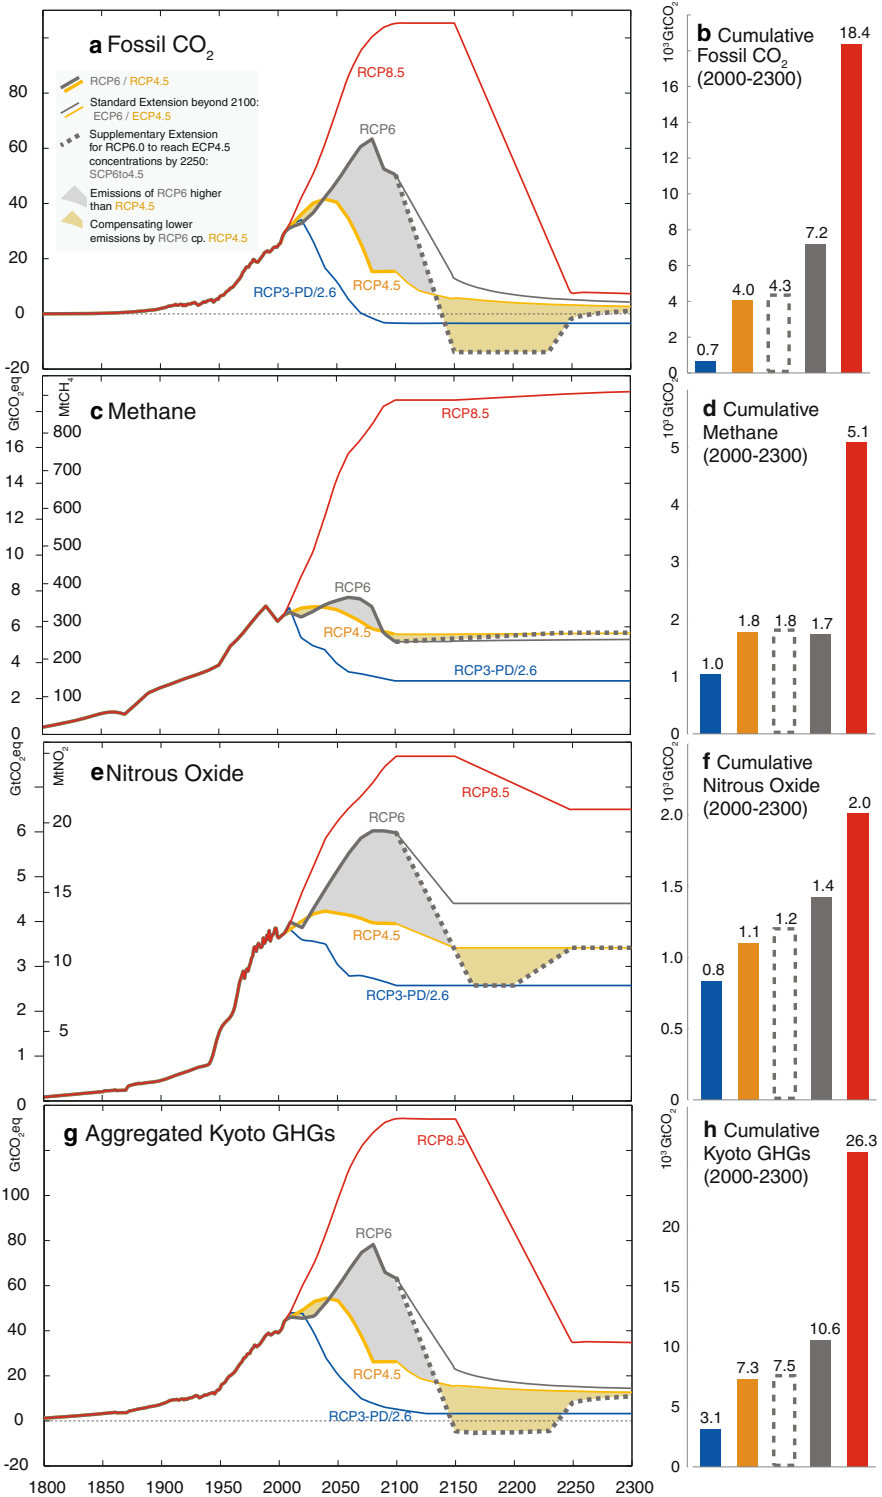 a Fossil CO2
RCP6 / RCP4.5
Standard Extension beyond 2100:
ECP6 / ECP4.5
Supplementary Extension
for RCP6.0 to reach ECP4.5
concentrations by 2250:
SCP6to4.5
Emissions of RCP6 higher
than RCP4.5
Compensating lower
emissions by RCP6 cp. RCP4.5
RCP8.5
RCP6
RCP4.5
RCP3-PD/2.6
80
60
40
20
0
-20
b Cumulative
Fossil CO2
(2000-2300)
10³GtCO2
18
16
14
12
10
8
6
4
2
0
0.7
4.0
4.3
7.2
18.4
c Methane
GtCO2eq
MtCH4
16
14
12
10
8
6
4
2
0
800
700
600
500
400
300
200
100
RCP8.5
RCP6
RCP4.5
RCP3-PD/2.6
d Cumulative
Methane
(2000-2300)
10³GtCO2
5
4
3
2
1
0
1.0
1.8
1.8
1.7
5.1
e Nitrous Oxide
GtCO2eq
MtNO2
6
5
4
3
2
1
0
20
15
10
5
RCP8.5
RCP6
RCP4.5
RCP3-PD/2.6
f Cumulative
Nitrous Oxide
(2000-2300)
10³GtCO2
2.0
1.5
1.0
0.5
0
0.8
1.1
1.2
1.4
2.0
g Aggregated Kyoto GHGs
GtCO2eq
0
100
80
60
40
20
0
-20
RCP8.5
RCP6
RCP4.5
RCP3-PD/2.6
1800 1850 1900 1950 2000 2050 2100 2150 2200 2250 2300
h Cumulative
Kyoto GHGs
(2000-2300)
10³GtCO2
20
15
10
5
0
3.1
7.3
7.5
10.6
26.3